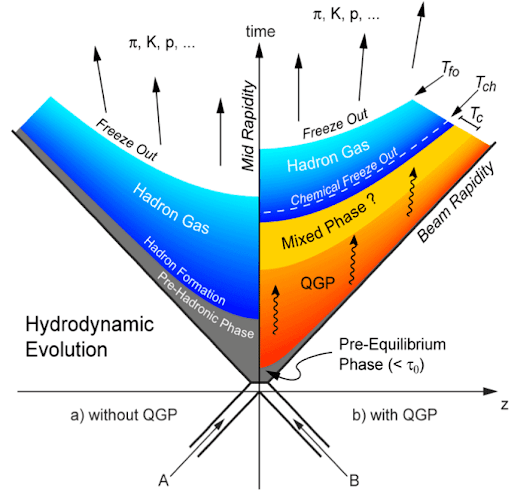 π, K, p, ...
time
π, K, p, ...
Mid Rapidity
T_fo
T_ch
T_c
Freeze Out
Freeze Out
Hadron Gas
Hadron Gas
Chemical Freeze Out
Mixed Phase ?
Beam Rapidity
Hadron Formation
Pre-Hadronic Phase
QGP
Hydrodynamic
Evolution
Pre-Equilibrium
Phase (< τ₀)
a) without QGP
b) with QGP
z
A
B